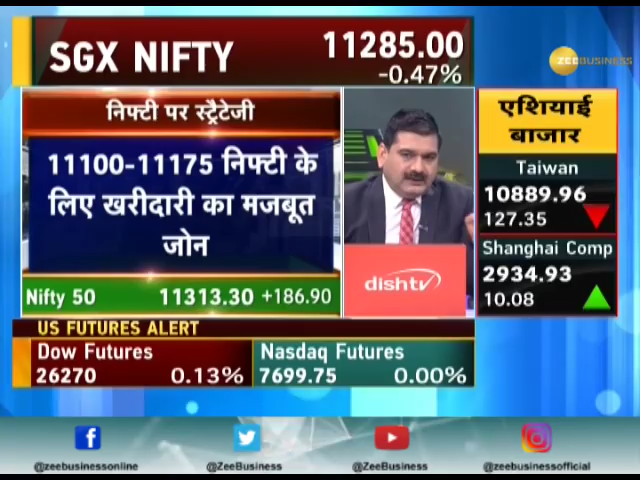 SGX NIFTY
11285.00
-0.47%
ZEEBUSINESS
निफ्टी पर स्ट्रैटेजी
11100-11175 निफ्टी के
लिए खरीदारी का मजबूत
जोन
Nifty 50 11313.30 +186.90
dishtv
एशियाई
बाजार
Taiwan
10889.96
127.35
Shanghai Comp
2934.93
10.08
US FUTURES ALERT
Dow Futures
26270 0.13%
Nasdaq Futures
7699.75 0.00%
@zeebusinessonline @ZeeBusiness @ZeeBusiness @zeebusinessofficial